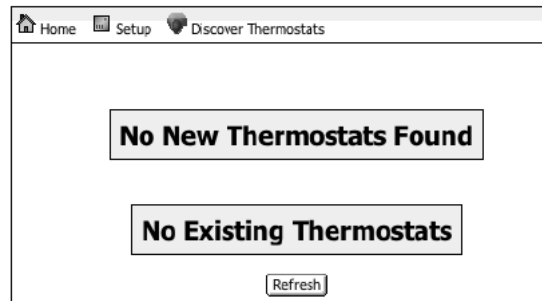 Home Setup Discover Thermostats
No New Thermostats Found
No Existing Thermostats
Refresh